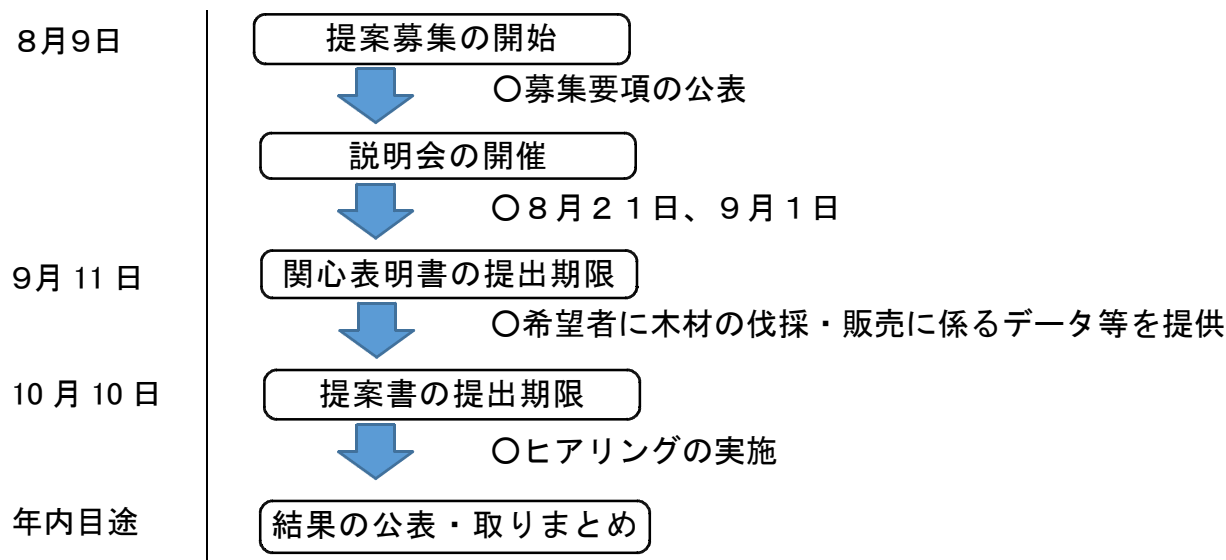 ８月９日
提案募集の開始
〇募集要項の公表
説明会の開催
〇８月２１日、９月１日
９月 11 日
関心表明書の提出期限
〇希望者に木材の伐採・販売に係るデータ等を提供
10 月 10 日
提案書の提出期限
〇ヒアリングの実施
年内目途
結果の公表・取りまとめ